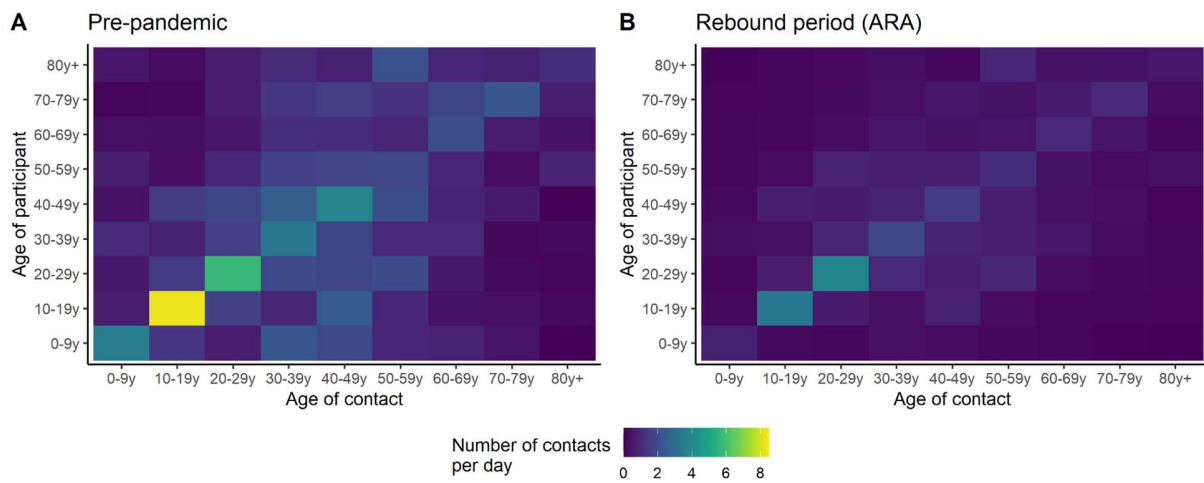 A Pre-pandemic
Age of participant
80y+
70-79y
60-69y
50-59y
40-49y
30-39y
20-29y
10-19y
0-9y
0-9y 10-19y 20-29y 30-39y 40-49y 50-59y 60-69y 70-79y 80y+
Age of contact
B Rebound period (ARA)
Age of participant
80y+
70-79y
60-69y
50-59y
40-49y
30-39y
20-29y
10-19y
0-9y
0-9y 10-19y 20-29y 30-39y 40-49y 50-59y 60-69y 70-79y 80y+
Age of contact
Number of contacts
per day
0 2 4 6 8